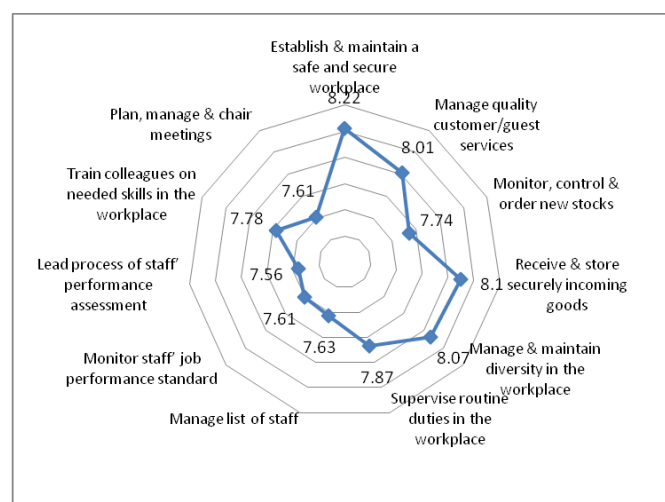 Establish & maintain a
safe and secure
workplace
8.22
Manage quality
customer/guest
services
8.01
Monitor, control &
order new stocks
7.74
Receive & store
securely incoming
goods
8.1
Manage & maintain
diversity in the
workplace
8.07
Supervise routine
duties in the
workplace
7.87
Manage list of staff
7.63
Monitor staff' job
performance standard
7.61
Lead process of staff'
performance
assessment
7.56
Train colleagues on
needed skills in the
workplace
7.78
Plan, manage & chair
meetings
7.61